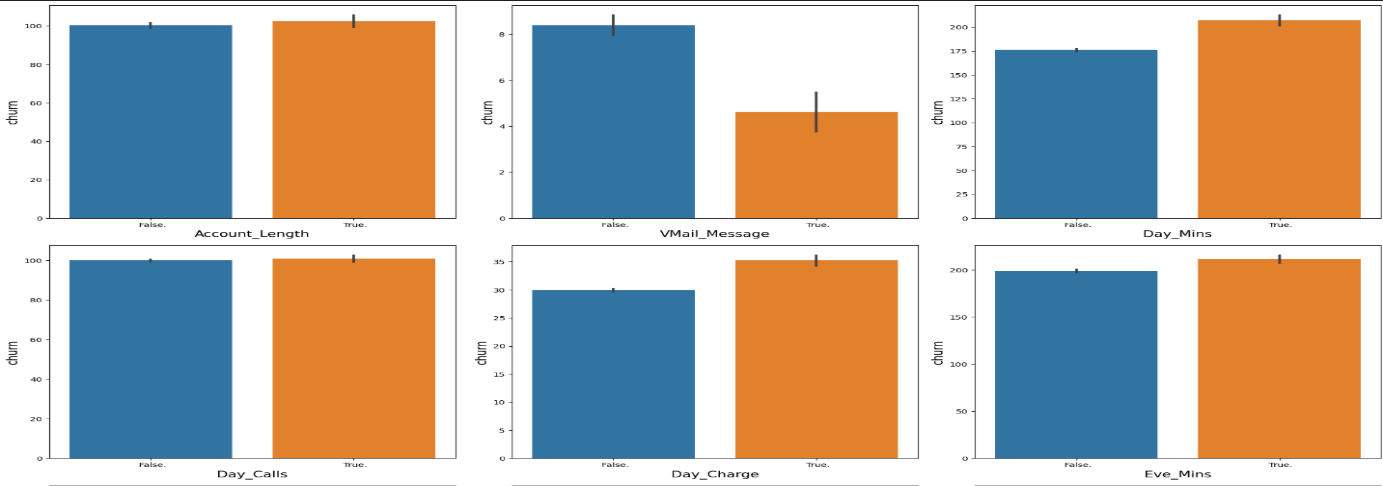 100
80
60
40
20
0
churn
False. True.
Account_Length
8
6
4
2
0
churn
False. True.
VMail_Message
200
175
150
125
100
75
50
25
0
churn
False. True.
Day_Mins
100
80
60
40
20
0
churn
False. True.
Day_Calls
35
30
25
20
15
10
5
0
churn
False. True.
Day_Charge
200
150
100
50
0
churn
False. True.
Eve_Mins